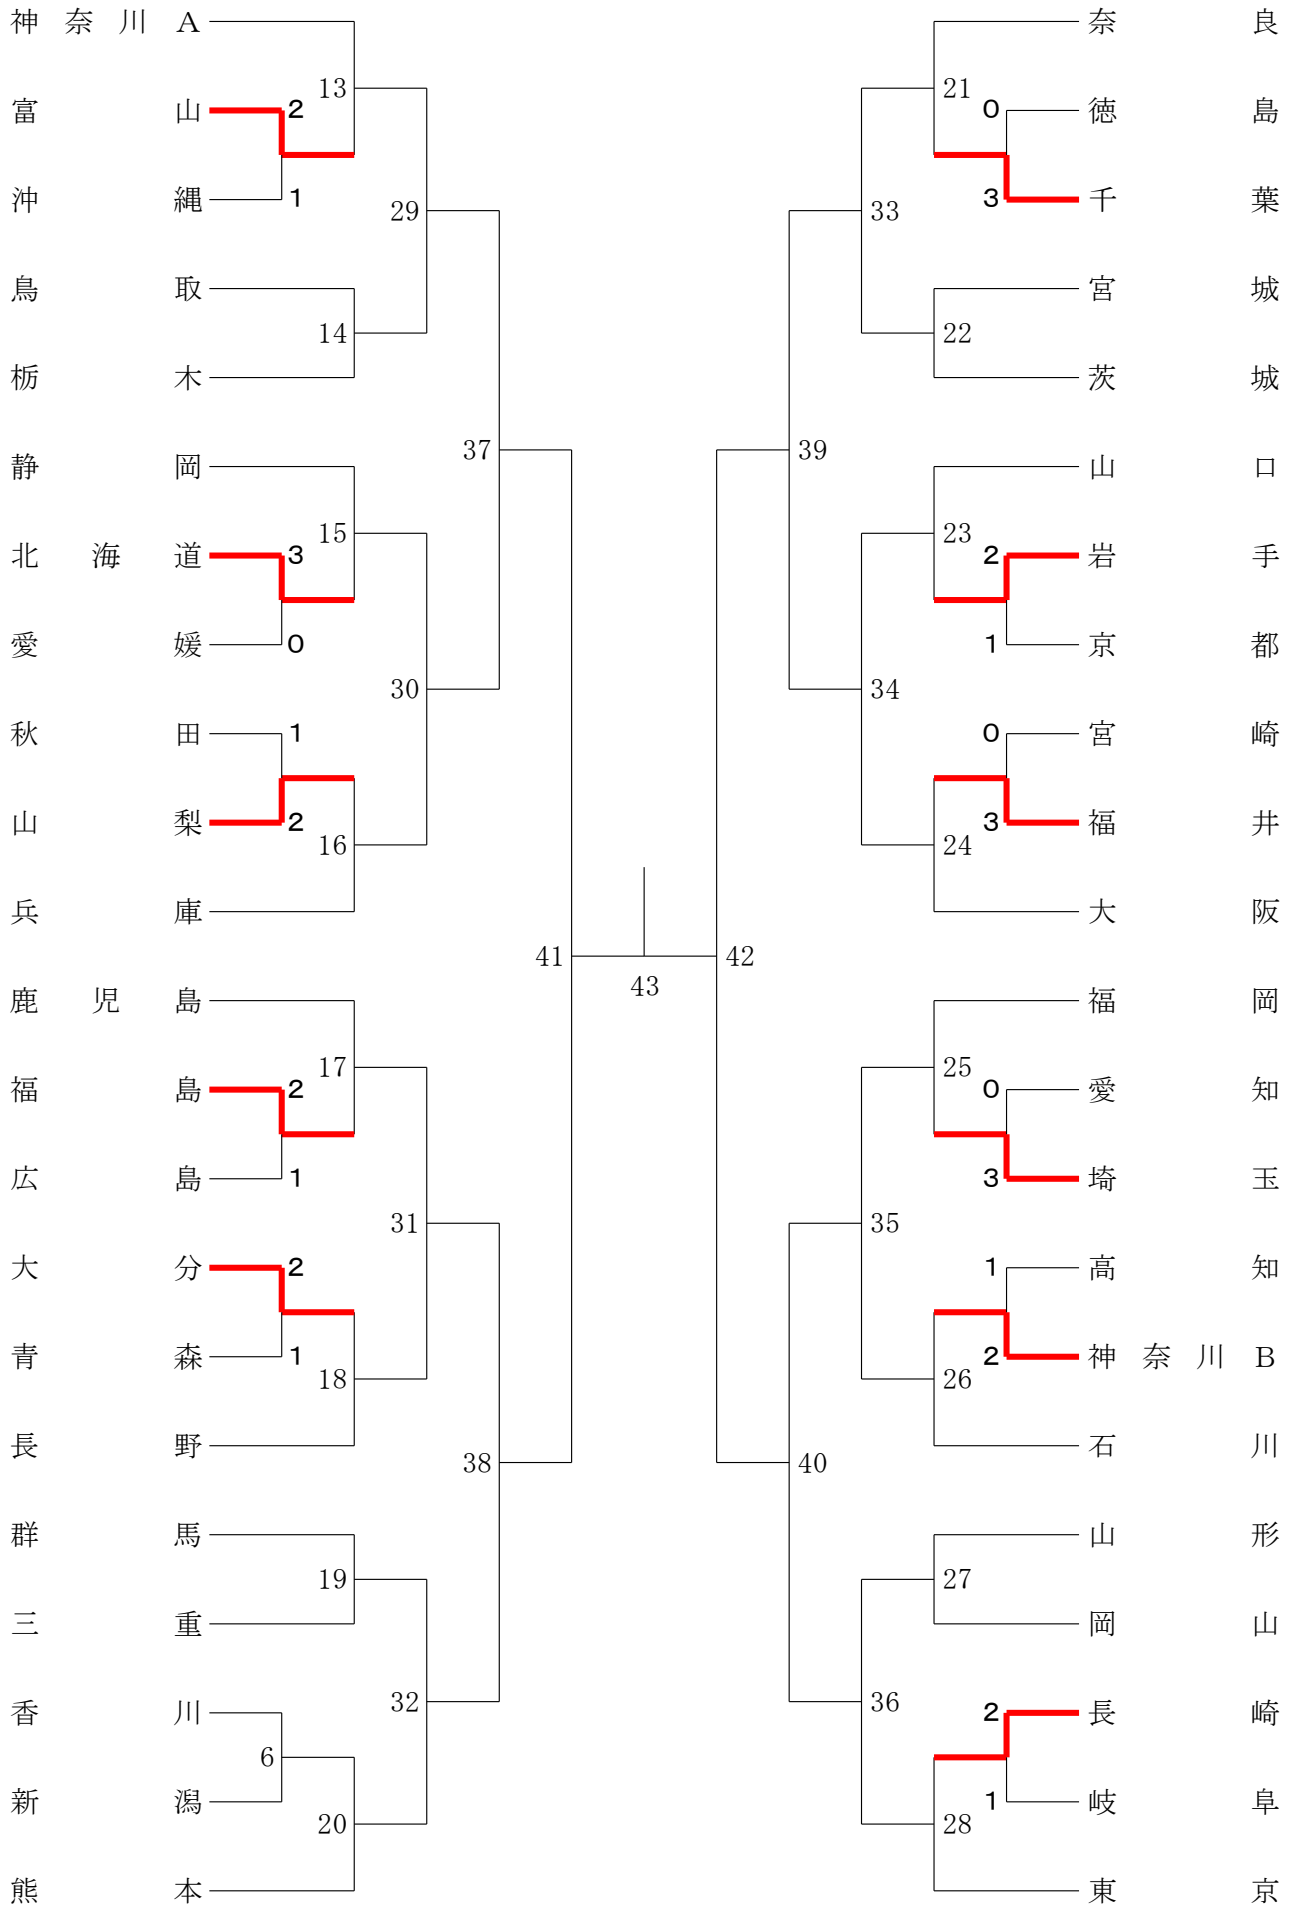 神奈川A
13
富山 2
沖縄 1
29
鳥取
14
栃木
37
静岡
15
北海道 3
愛媛 0
30
秋田 1
山梨 2
16
兵庫
41
鹿児島
17
福島 2
広島 1
31
大分 2
青森 1
18
長野
38
群馬
19
三重
32
香川
6
新潟
20
熊本
43
奈良
21
0 徳島
3 千葉
33
宮城
22
茨城
39
山口
23
2 岩手
1 京都
34
0 宮崎
3 福井
24
大阪
42
福岡
25
0 愛知
3 埼玉
35
1 高知
2 神奈川B
26
石川
40
山形
27
岡山
36
2 長崎
1 岐阜
28
東京